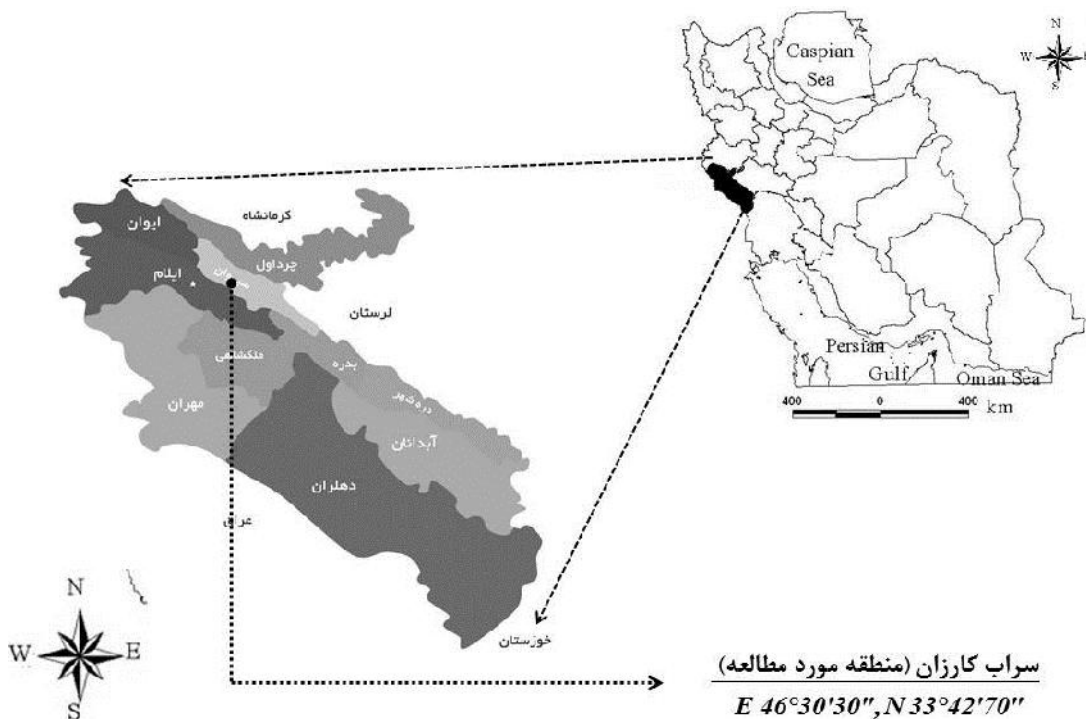 N
W
S
Caspian
Sea
Persian
Gulf
Oman Sea
400
0
400
km
کرمانشاه
ایوان
چرداول
ایلام
لرستان
ملکشاهی
بدره
مهران
دره شهر
آبدانان
دهلران
عراق
خوزستان
N
W
E
S
سراب کارزان (منطقه مورد مطالعه)
E 46°30'30", N 33°42'70"